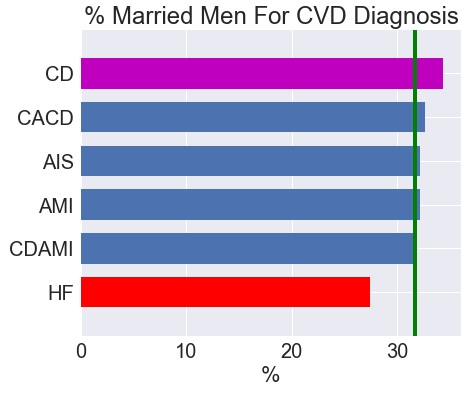 % Married Men For CVD Diagnosis
CD
CACD
AIS
AMI
CDAMI
HF
0 10 20 30
%